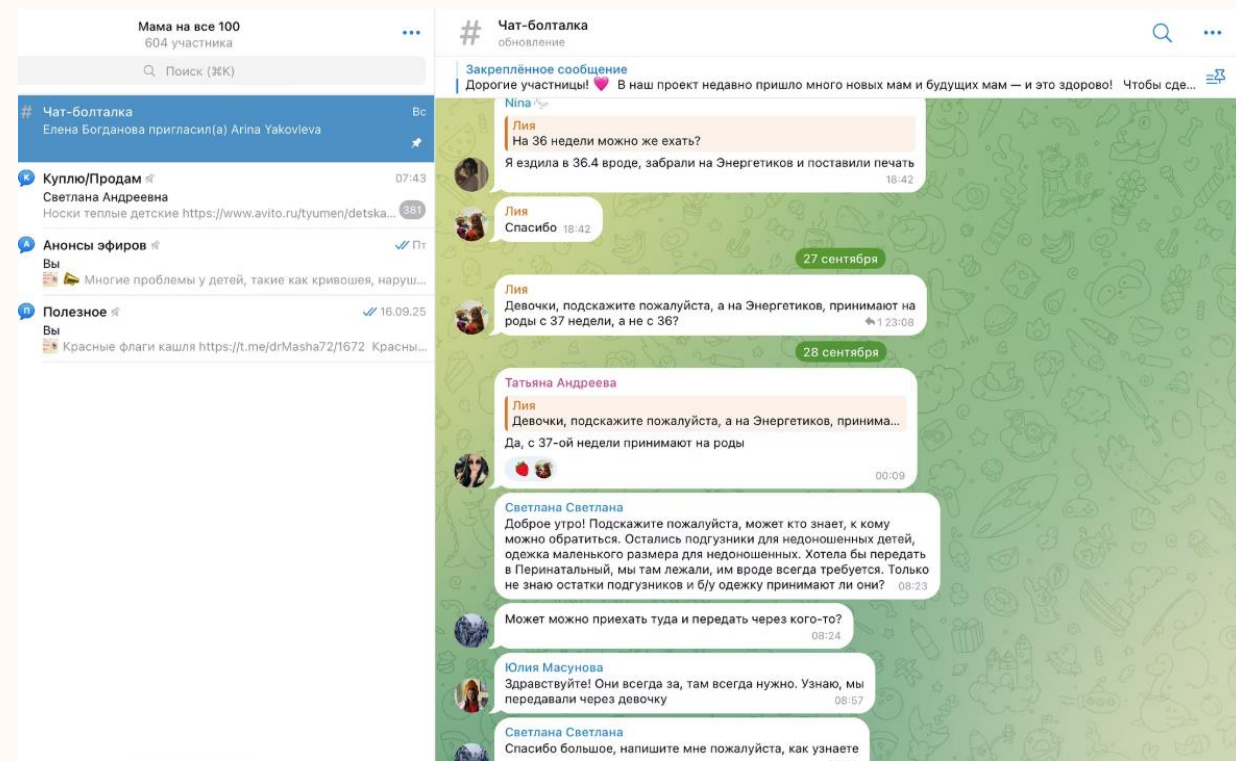 Мама на все 100
604 участника
Поиск (⌘K)
# Чат-болталка
Вс
Елена Богданова пригласил(а) Arina Yakovleva
К
Куплю/Продам
07:43
Светлана Андреевна
Носки теплые детские https://www.avito.ru/tyumen/detska...
381
А
Анонсы эфиров
Пт
Вы
Многие проблемы у детей, такие как кривошея, наруш...
П
Полезное
16.09.25
Вы
Красные флаги кашля https://t.me/drMasha72/1672 Красны...
# Чат-болталка
обновление
Закреплённое сообщение
Дорогие участницы! 💗 В наш проект недавно пришло много новых мам и будущих мам — и это здорово! Чтобы сде...
Nina
Лия
На 36 недели можно же ехать?
Я ездила в 36.4 вроде, забрали на Энергетиков и поставили печать
18:42
Лия
Спасибо 18:42
27 сентября
Лия
Девочки, подскажите пожалуйста, а на Энергетиков, принимают на
роды с 37 недели, а не с 36?
1 23:08
28 сентября
Татьяна Андреева
Лия
Девочки, подскажите пожалуйста, а на Энергетиков, принима...
Да, с 37-ой недели принимают на роды
00:09
Светлана Светлана
Доброе утро! Подскажите пожалуйста, может кто знает, к кому
можно обратиться. Остались подгузники для недоношенных детей,
одежка маленького размера для недоношенных. Хотела бы передать
в Перинатальный, мы там лежали, им вроде всегда требуется. Только
не знаю остатки подгузников и б/у одежку принимают ли они? 08:23
Может можно приехать туда и передать через кого-то?
08:24
Юлия Масунова
Здравствуйте! Они всегда за, там всегда нужно. Узнаю, мы
передавали через девочку
08:57
Светлана Светлана
Спасибо большое, напишите мне пожалуйста, как узнаете